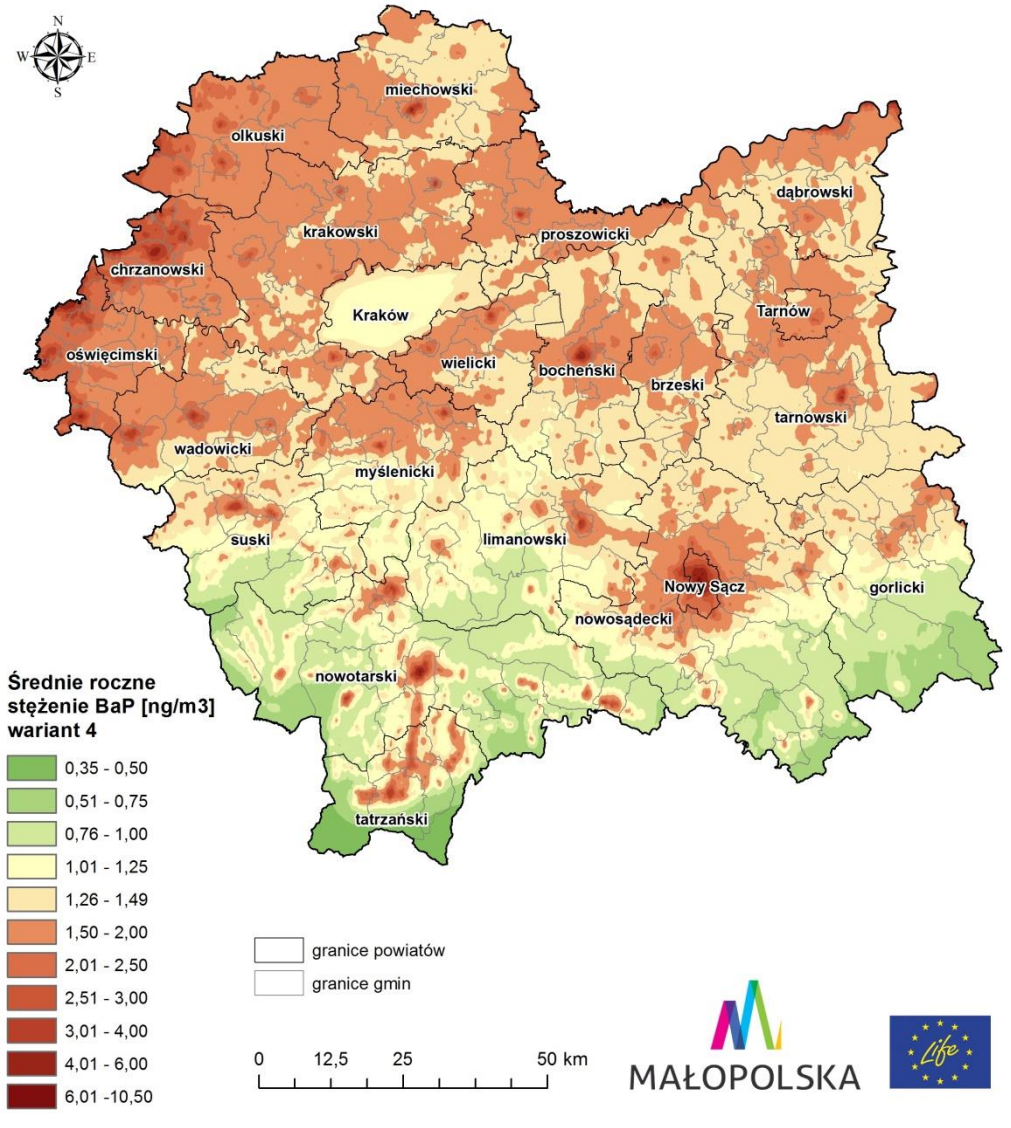 N
W
E
S
miechowski
olkuski
dąbrowski
krakowski
proszowicki
chrzanowski
Kraków
Tarnów
oświęcimski
wielicki
bocheński
brzeski
tarnowski
wadowicki
myślenicki
suski
limanowski
Nowy Sącz
gorlicki
nowosądecki
nowotarski
tatrzański
Średnie roczne
stężenie BaP [ng/m3]
wariant 4
0,35 - 0,50
0,51 - 0,75
0,76 - 1,00
1,01 - 1,25
1,26 - 1,49
1,50 - 2,00
2,01 - 2,50
2,51 - 3,00
3,01 - 4,00
4,01 - 6,00
6,01 -10,50
granice powiatów
granice gmin
0 12,5 25 50 km
MAŁOPOLSKA
Life